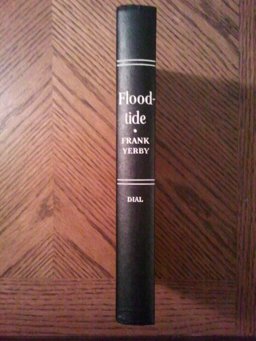 Flood-
tide
•
FRANK
YERBY
DIAL